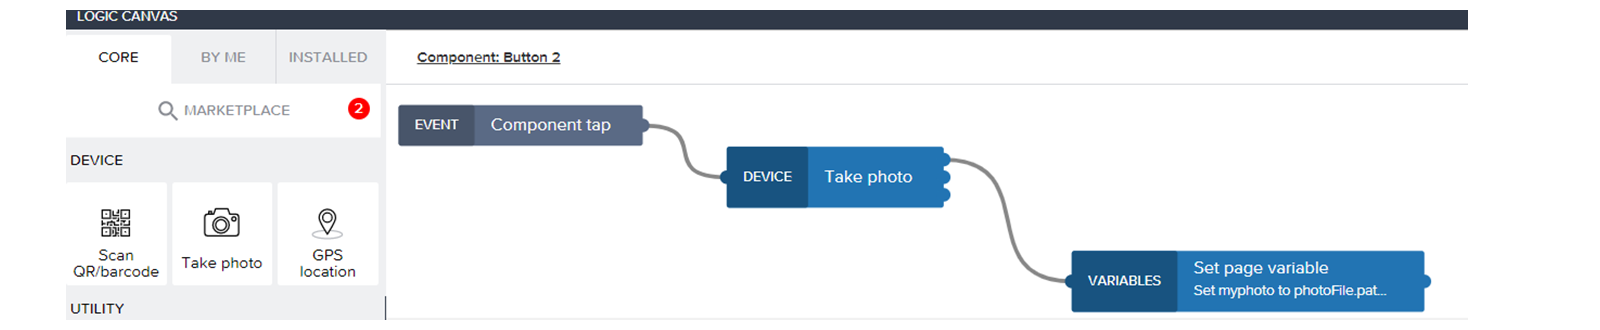 LOGIC CANVAS
CORE
BY ME
INSTALLED
Component: Button 2
MARKETPLACE
2
EVENT
Component tap
DEVICE
DEVICE
Take photo
Scan
QR/barcode
Take photo
GPS
location
VARIABLES
Set page variable
Set myphoto to photoFile.pat...
UTILITY